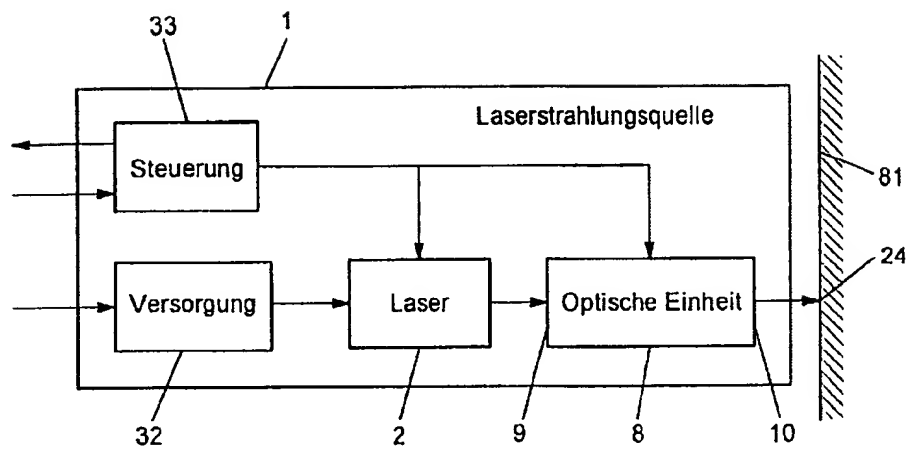 33
1
Laserstrahlungsquelle
Steuerung
81
24
Versorgung
Laser
Optische Einheit
32
2
9
8
10